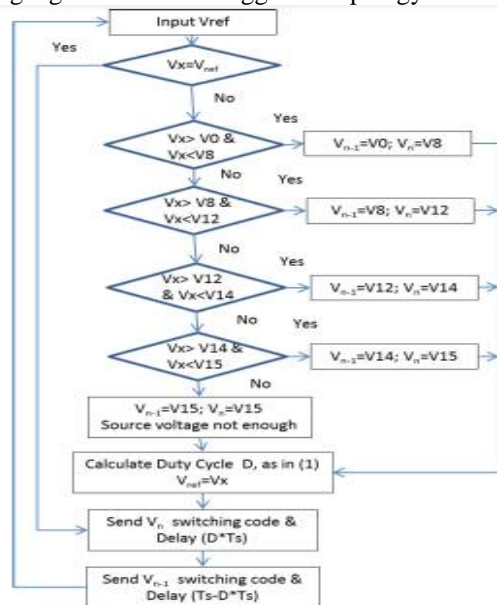 Input Vref
Yes
Vx=Vref
No
Yes
Vx> V0 &
Vx<V8
Vn-1=V0; Vn=V8
No
Yes
Vx> V8 &
Vx<V12
Vn-1=V8; Vn=V12
No
Yes
Vx> V12
& Vx<V14
Vn-1=V12; Vn=V14
No
Yes
Vx> V14 &
Vx<V15
Vn-1=V14; Vn=V15
No
Vn-1=V15; Vn=V15
Source voltage not enough
Calculate Duty Cycle D, as in (1)
Vref=Vx
Send Vn switching code &
Delay (D*Ts)
Send Vn-1 switching code &
Delay (Ts-D*Ts)